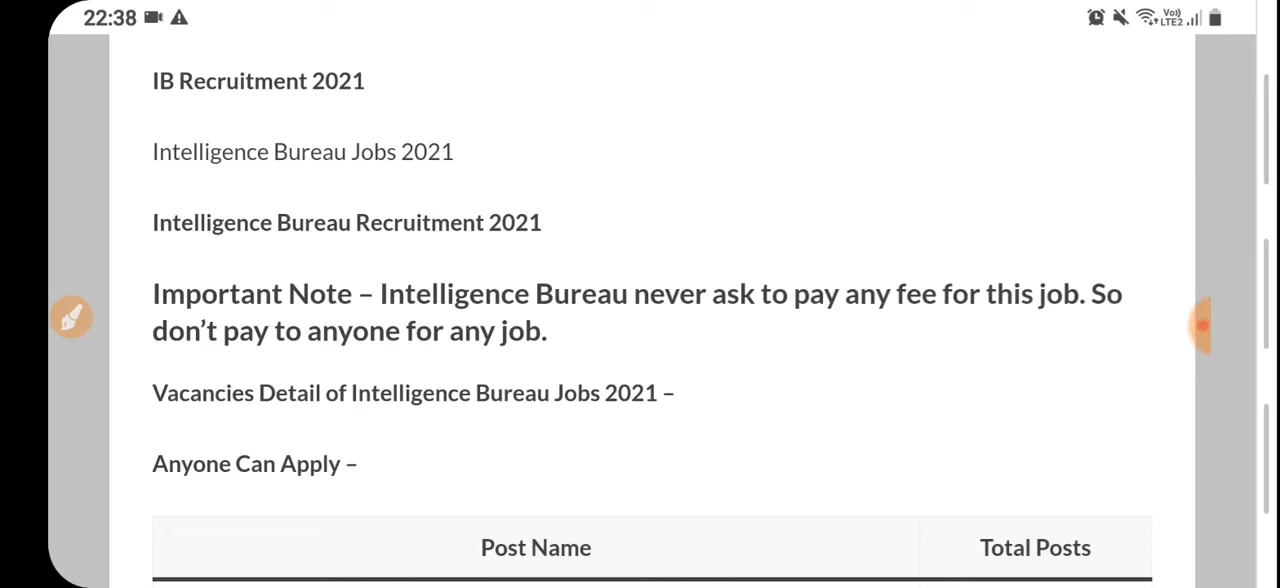 22:38
Vo))
LTE2
IB Recruitment 2021
Intelligence Bureau Jobs 2021
Intelligence Bureau Recruitment 2021
Important Note – Intelligence Bureau never ask to pay any fee for this job. So
don’t pay to anyone for any job.
Vacancies Detail of Intelligence Bureau Jobs 2021 –
Anyone Can Apply –
Post Name Total Posts